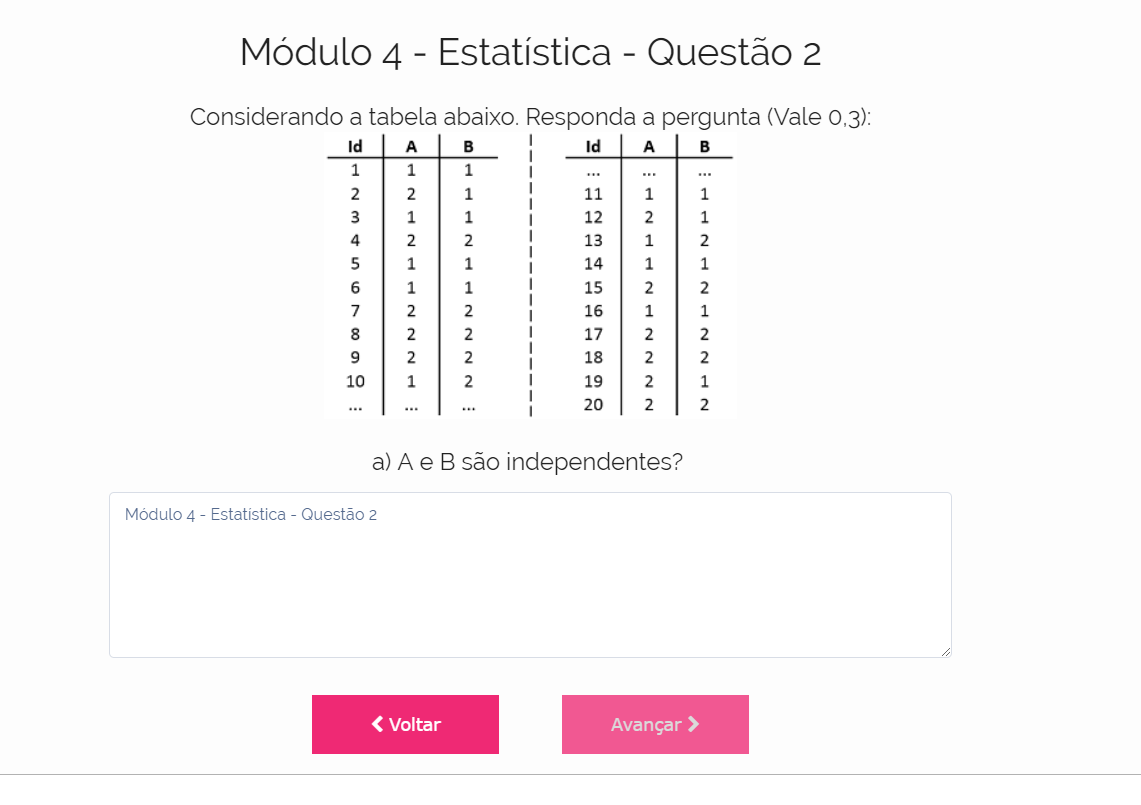 Módulo 4 - Estatística - Questão 2
Considerando a tabela abaixo. Responda a pergunta (Vale 0,3):
Id A B Id A B
1 1 1 ... ... ...
2 2 1 11 1 1
3 1 1 12 2 1
4 2 2 13 1 2
5 1 1 14 1 1
6 1 1 15 2 2
7 2 2 16 1 1
8 2 2 17 2 2
9 2 2 18 2 2
10 1 2 19 2 1
... ... ... 20 2 2
a) A e B são independentes?
Módulo 4 - Estatística - Questão 2
Voltar Avançar